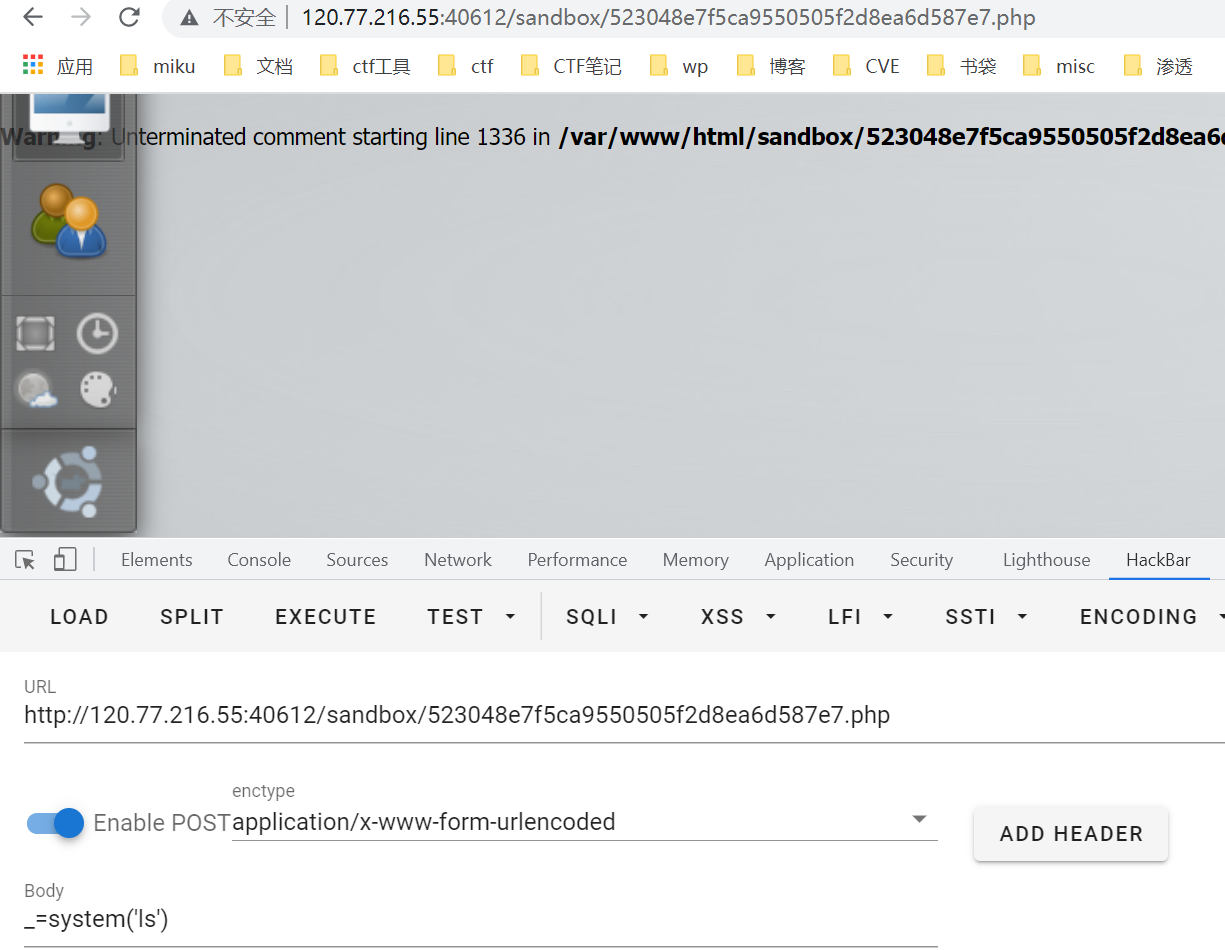 不安全 | 120.77.216.55:40612/sandbox/523048e7f5ca9550505f2d8ea6d587e7.php
应用 miku 文档 ctf工具 ctf CTF笔记 wp 博客 CVE 书袋 misc 渗透
Warning: Unterminated comment starting line 1336 in /var/www/html/sandbox/523048e7f5ca9550505f2d8ea6
Elements Console Sources Network Performance Memory Application Security Lighthouse HackBar
LOAD SPLIT EXECUTE TEST SQLI XSS LFI SSTI ENCODING
URL
http://120.77.216.55:40612/sandbox/523048e7f5ca9550505f2d8ea6d587e7.php
enctype
Enable POST application/x-www-form-urlencoded
ADD HEADER
Body
_=system('ls')